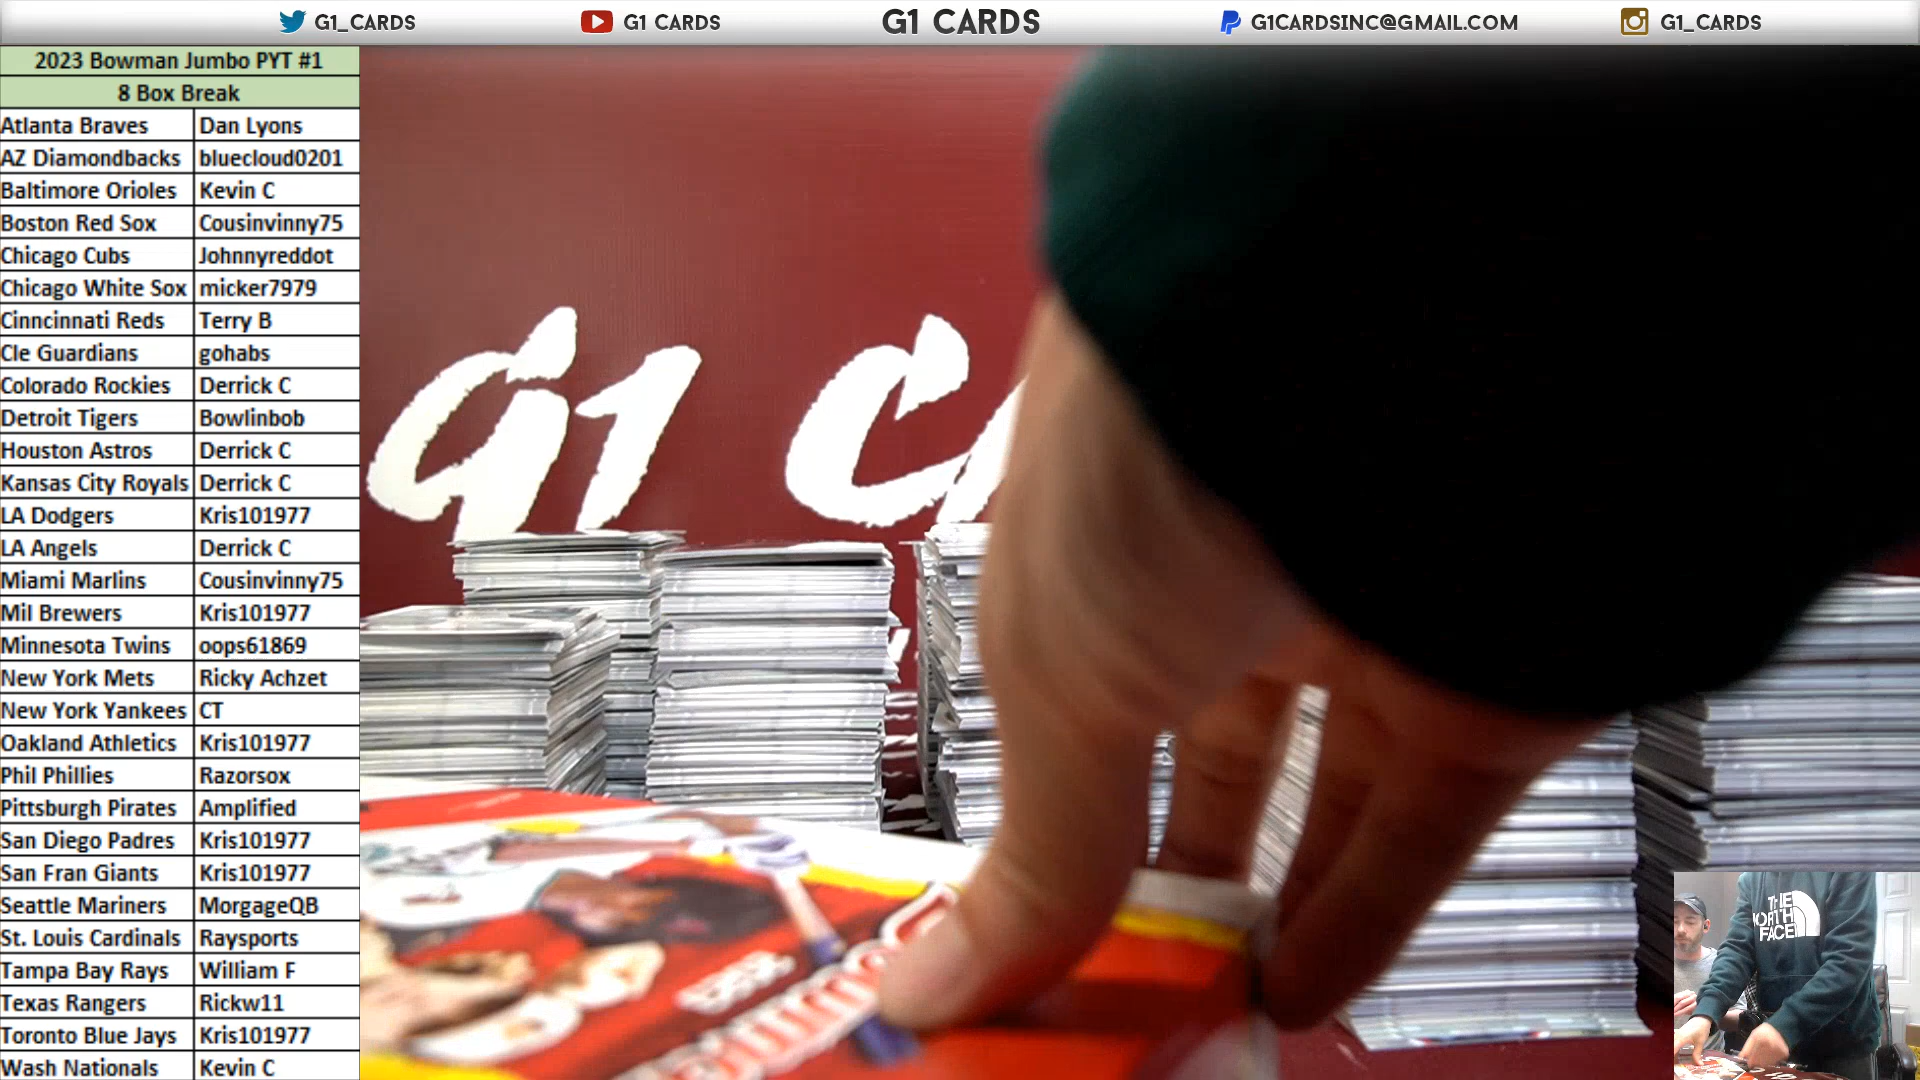 G1_CARDS G1 CARDS G1 CARDS G1CARDSINC@GMAIL.COM G1_CARDS
2023 Bowman Jumbo PYT #1
8 Box Break
Atlanta Braves Dan Lyons
AZ Diamondbacks bluecloud0201
Baltimore Orioles Kevin C
Boston Red Sox Cousinvinny75
Chicago Cubs Johnnyreddot
Chicago White Sox micker7979
Cinncinnati Reds Terry B
Cle Guardians gohabs
Colorado Rockies Derrick C
Detroit Tigers Bowlinbob
Houston Astros Derrick C
Kansas City Royals Derrick C
LA Dodgers Kris101977
LA Angels Derrick C
Miami Marlins Cousinvinny75
Mil Brewers Kris101977
Minnesota Twins oops61869
New York Mets Ricky Achzet
New York Yankees CT
Oakland Athletics Kris101977
Phil Phillies Razorsox
Pittsburgh Pirates Amplified
San Diego Padres Kris101977
San Fran Giants Kris101977
Seattle Mariners MorgageQB
St. Louis Cardinals Raysports
Tampa Bay Rays William F
Texas Rangers Rickw11
Toronto Blue Jays Kris101977
Wash Nationals Kevin C
G1 CA
THE
NORTH
FACE